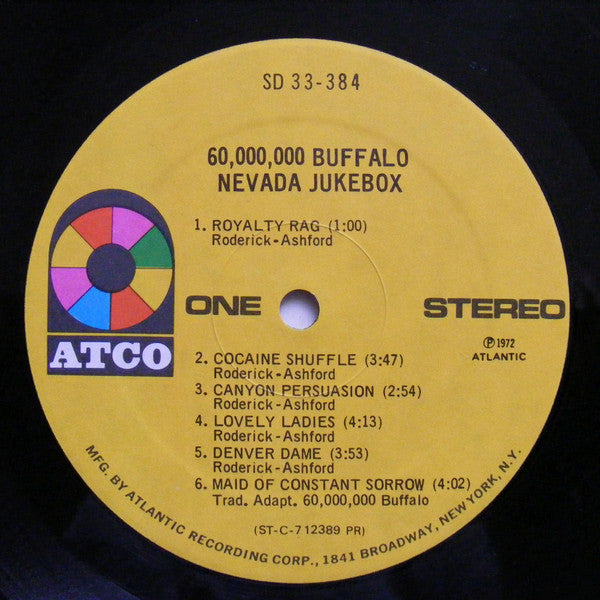 SD 33-384
60,000,000 BUFFALO
NEVADA JUKEBOX
1. ROYALTY RAG (1:00)
Roderick-Ashford
ONE
STEREO
ATCO
℗ 1972
ATLANTIC
2. COCAINE SHUFFLE (3:47)
Roderick-Ashford
3. CANYON PERSUASION (2:54)
Roderick-Ashford
4. LOVELY LADIES (4:13)
Roderick-Ashford
5. DENVER DAME (3:53)
Roderick-Ashford
6. MAID OF CONSTANT SORROW (4:02)
Trad. Adapt. 60,000,000 Buffalo
(ST-C-712389 PR)
MFG. BY ATLANTIC RECORDING CORP., 1841 BROADWAY, NEW YORK, N.Y.